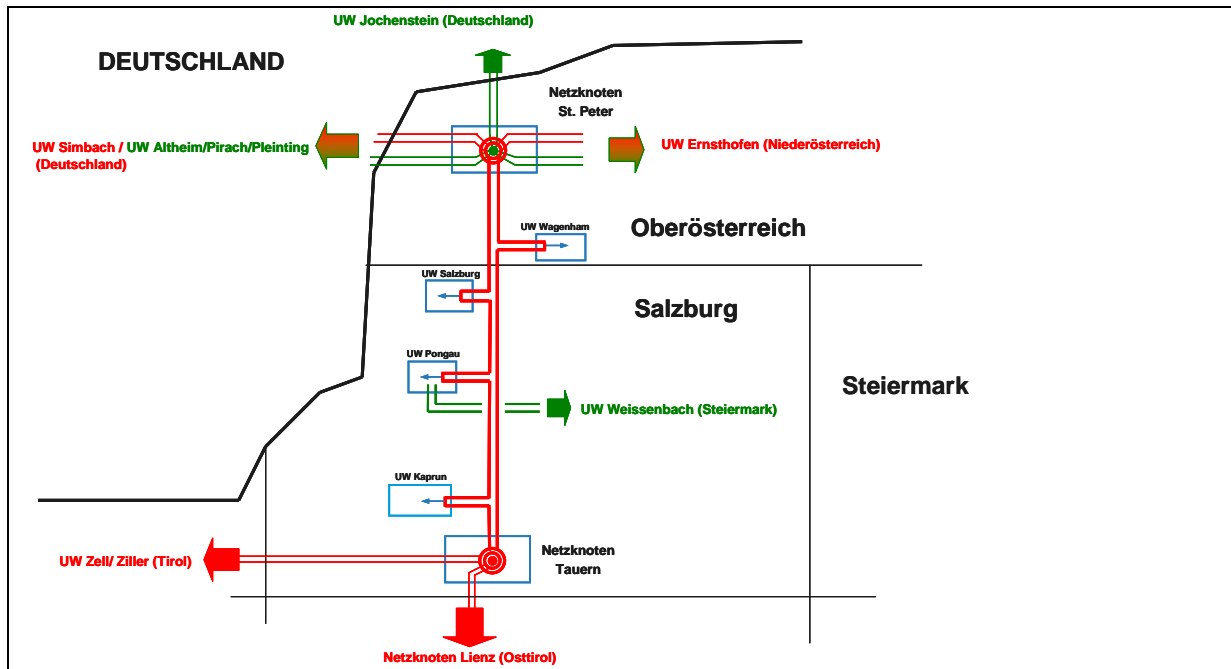 UW Jochenstein (Deutschland)
DEUTSCHLAND
Netzknoten
St. Peter
UW Simbach / UW Altheim/Pirach/Pleinting
(Deutschland)
UW Ernsthofen (Niederösterreich)
UW Wagenham
Oberösterreich
UW Salzburg
Salzburg
UW Pongau
Steiermark
UW Weissenbach (Steiermark)
UW Kaprun
UW Zell/ Ziller (Tirol)
Netzknoten
Tauern
Netzknoten Lienz (Osttirol)